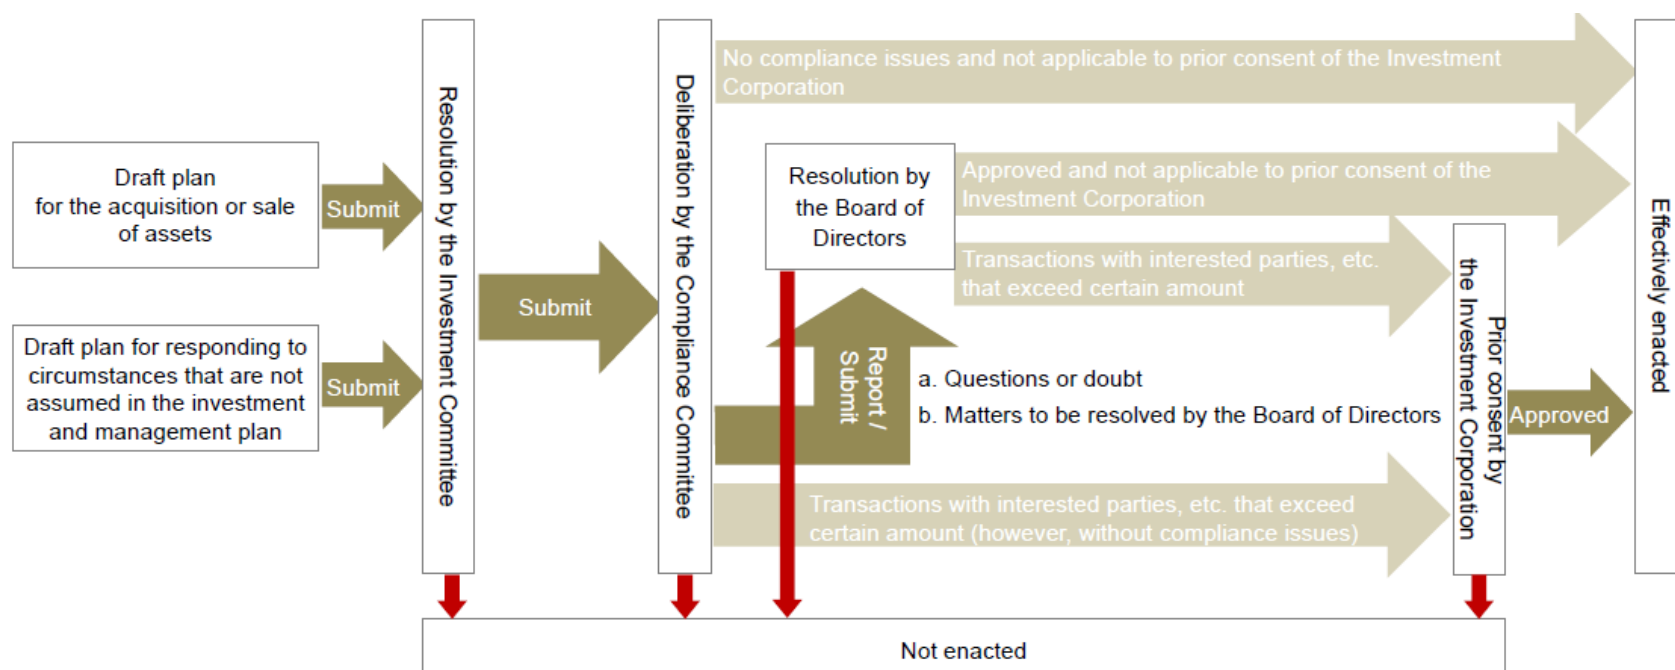 Draft plan
for the acquisition or sale
of assets
Submit
Draft plan for responding to
circumstances that are not
assumed in the investment
and management plan
Submit
Resolution by the Investment Committee
Submit
Deliberation by the Compliance Committee
No compliance issues and not applicable to prior consent of the Investment
Corporation
Resolution by
the Board of
Directors
Approved and not applicable to prior consent of the
Investment Corporation
Transactions with interested parties, etc.
that exceed certain amount
Report /
Submit
a. Questions or doubt
b. Matters to be resolved by the Board of Directors
Transactions with interested parties, etc. that exceed
certain amount (however, without compliance issues)
Prior consent by
the Investment Corporation
Approved
Effectively enacted
Not enacted